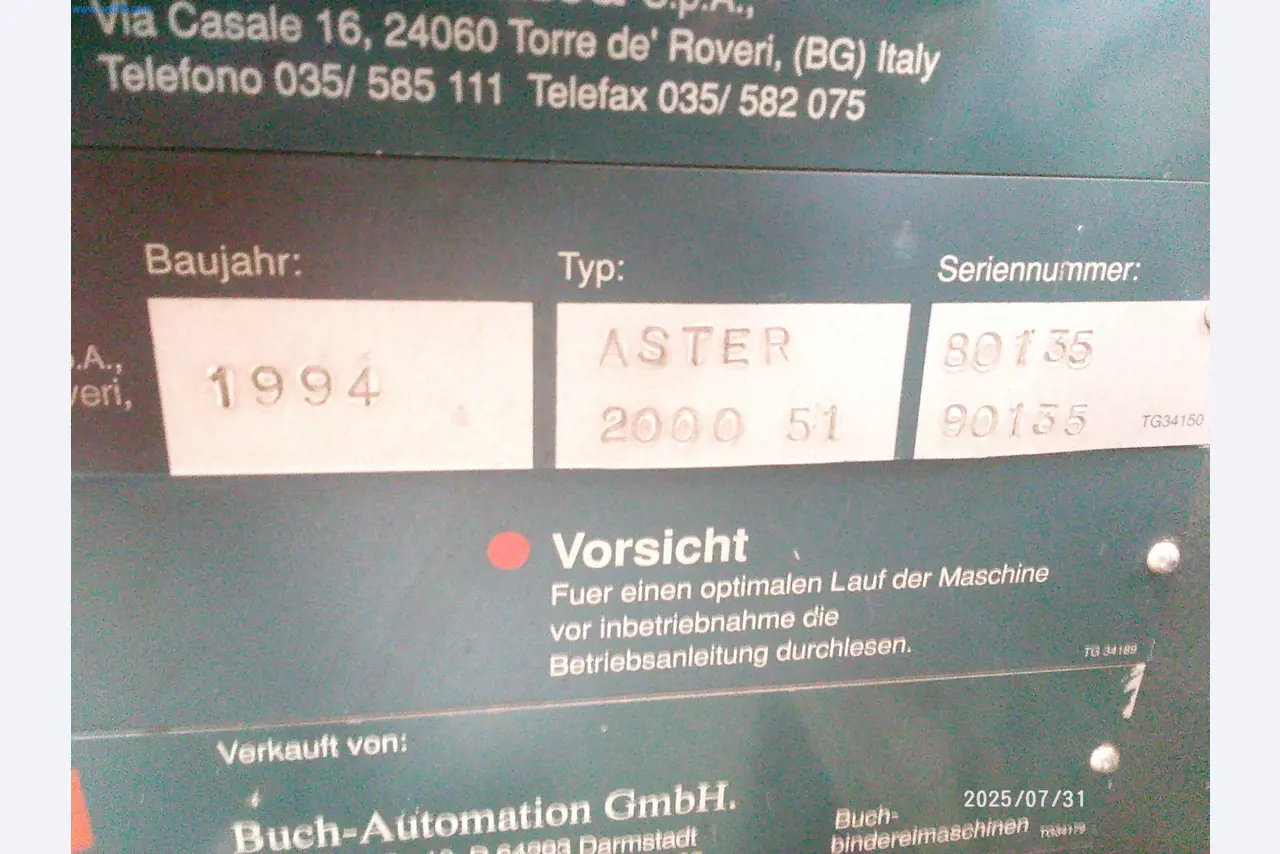 S.p.A.,
Via Casale 16, 24060 Torre de' Roveri, (BG) Italy
Telefono 035/ 585 111 Telefax 035/ 582 075
Baujahr:
Typ:
Seriennummer:
.A.,
veri,
1994
ASTER
2000 51
80135
90135
TG34150
Vorsicht
Fuer einen optimalen Lauf der Maschine
vor inbetriebnahme die
Betriebsanleitung durchlesen.
TG 34189
Verkauft von:
Buch-Automation GmbH.
Darmstadt
Buch-
bindereimaschinen
TG34179
2025/07/31